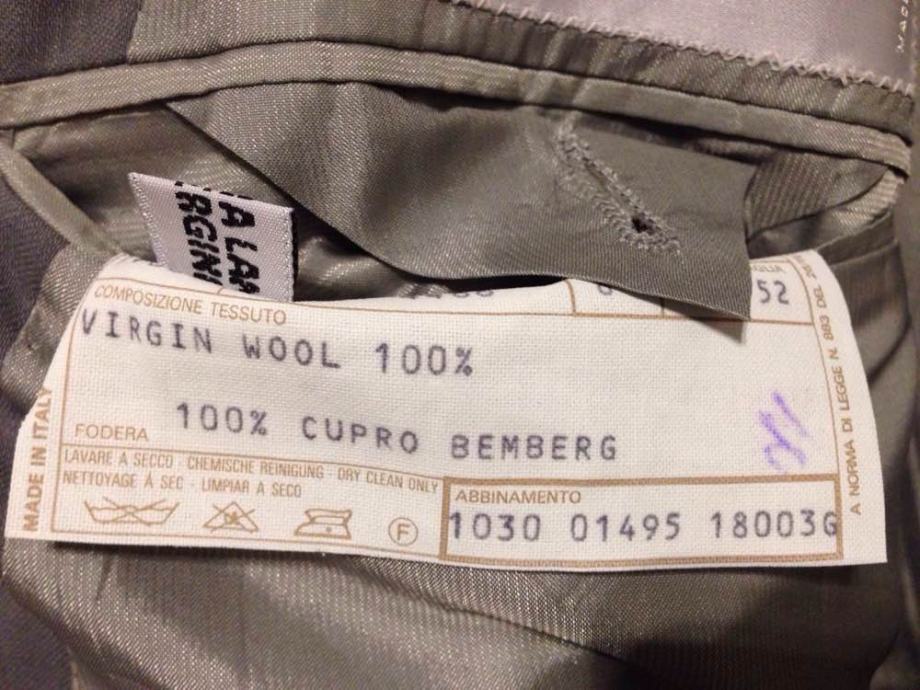 COMPOSIZIONE TESSUTO
52
VIRGIN WOOL 100%
FODERA 100% CUPRO BEMBERG
LAVARE A SECCO - CHEMISCHE REINIGUNG - DRY CLEAN ONLY
NETTOYAGE À SEC - LIMPIAR A SECO
F
ABBINAMENTO
1030 01495 18003G
MADE IN ITALY
A NORMA DI LEGGE N. 883 DEL